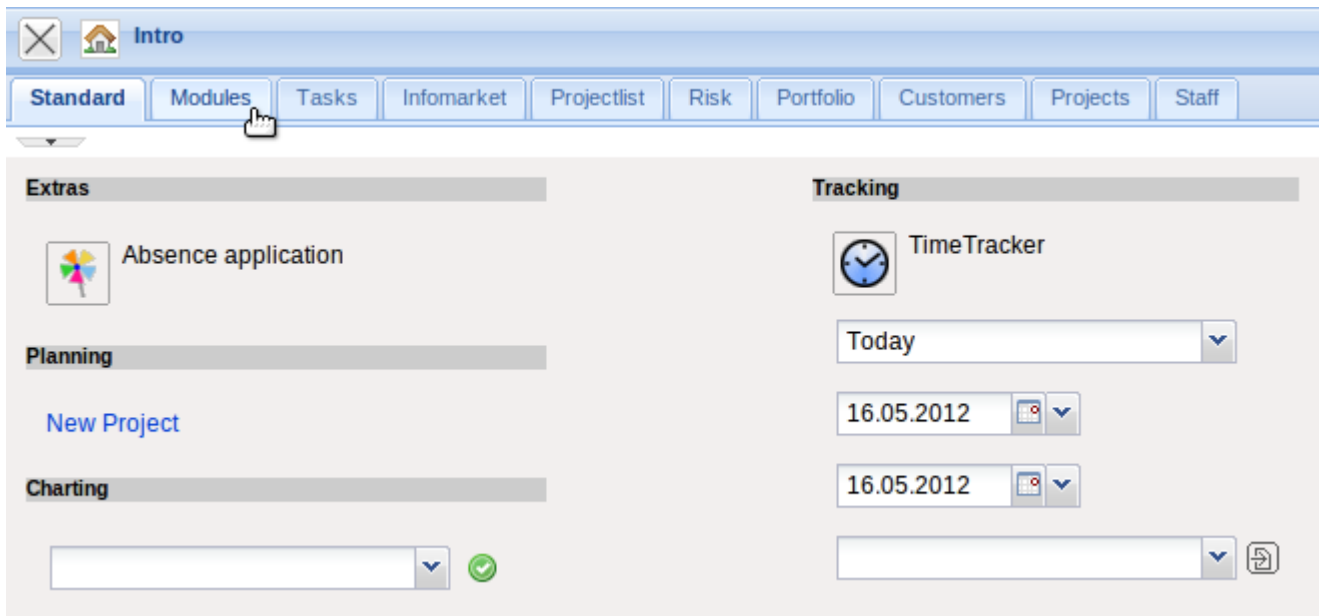 Intro
Standard Modules Tasks Infomarket Projectlist Risk Portfolio Customers Projects Staff
Extras
Absence application
Planning
New Project
Charting
Tracking
TimeTracker
Today
16.05.2012
16.05.2012